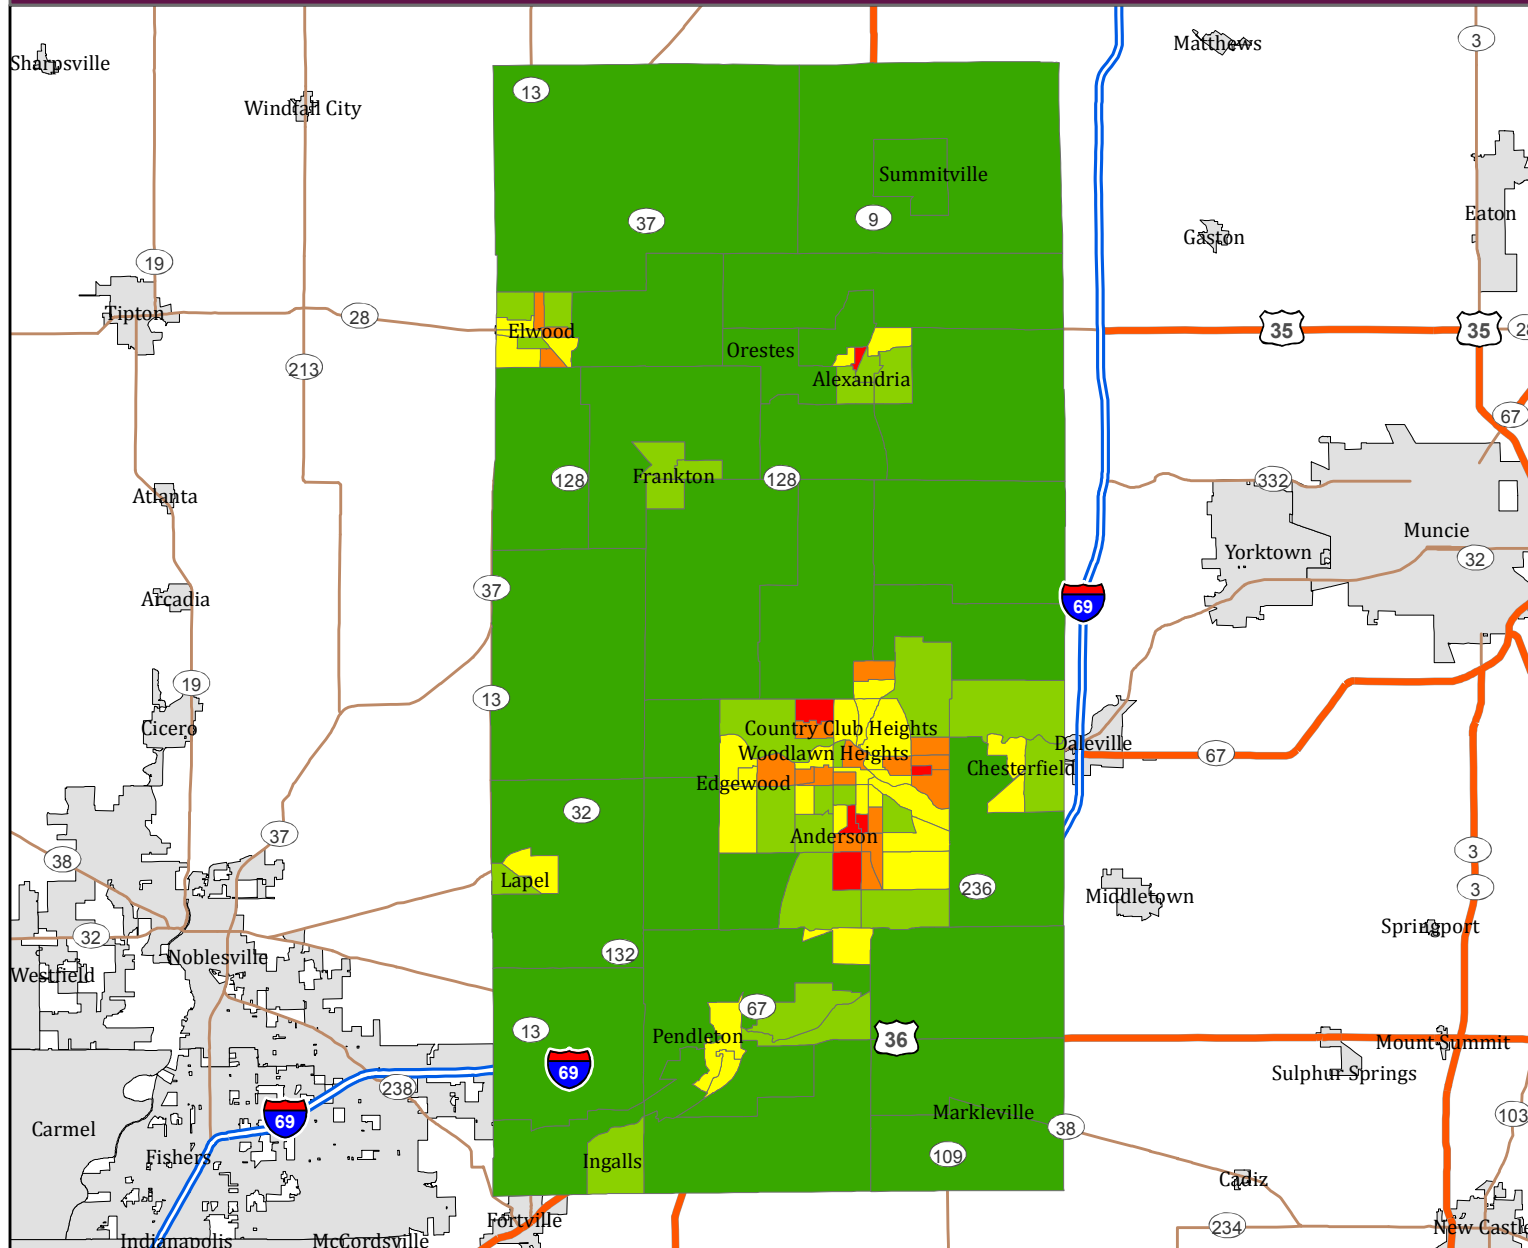 3
Matthews
Sharpsville
13
Windfall City
Summitville
Eaton
37
9
Gaston
19
Tipton
28
35
35
Elwood
Orestes
213
Alexandria
67
Frankton
128
128
332
Atlanta
Muncie
Yorktown
32
37
Arcadia
69
19
13
Cicero
Country Club Heights
Daleville
Woodlawn Heights
67
Chesterfield
Edgewood
32
37
Anderson
3
38
Lapel
236
3
Middletown
Springport
32
132
Noblesville
Westfield
67
13
Pendleton
36
Mount Summit
69
Sulphur Springs
238
Markleville
103
69
Carmel
38
109
Fishers
Ingalls
Cadiz
Fortville
234
New Castle
Indianapolis
McCordsville